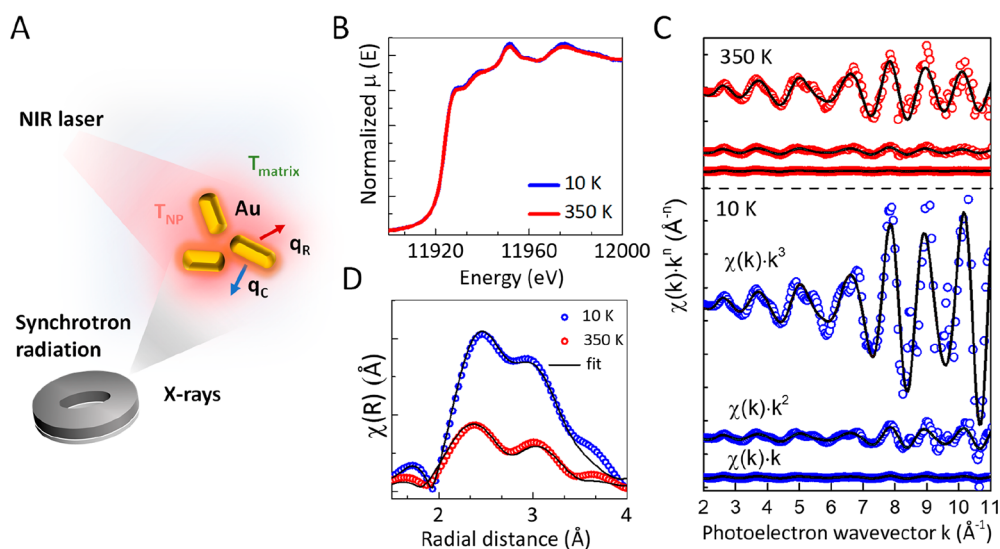 A
NIR laser
T_matrix
T_NP
Au
q_R
q_C
Synchrotron
radiation
X-rays
B
Normalized μ (E)
10 K
350 K
11920
11960
12000
Energy (eV)
D
10 K
350 K
fit
χ(R) (Å)
2
3
4
Radial distance (Å)
C
350 K
10 K
χ(k)·k³
χ(k)·k²
χ(k)·k
χ(k)·kⁿ (Å⁻ⁿ)
2 3 4 5 6 7 8 9 10 11
Photoelectron wavevector k (Å⁻¹)